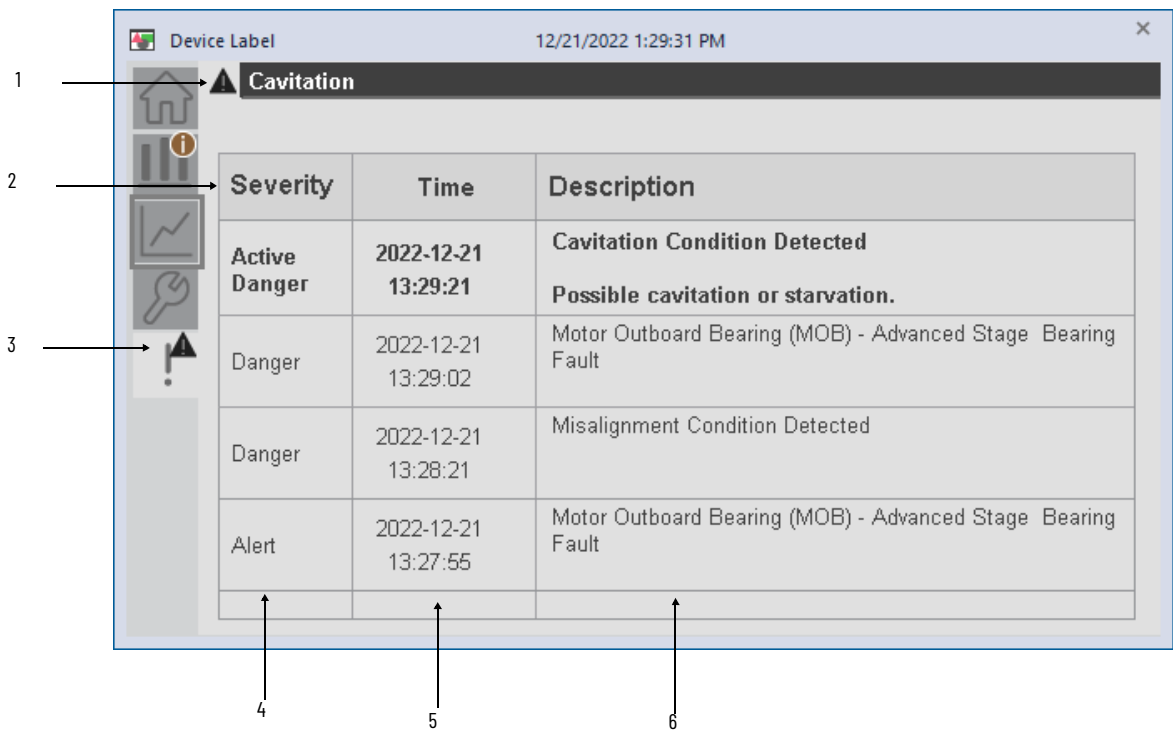 Device Label 12/21/2022 1:29:31 PM ×
1
Cavitation
i
2
Severity Time Description
Active Danger
2022-12-21
13:29:21
Cavitation Condition Detected
Possible cavitation or starvation.
3
Danger
2022-12-21
13:29:02
Motor Outboard Bearing (MOB) - Advanced Stage Bearing
Fault
Danger
2022-12-21
13:28:21
Misalignment Condition Detected
Alert
2022-12-21
13:27:55
Motor Outboard Bearing (MOB) - Advanced Stage Bearing
Fault
4
5
6